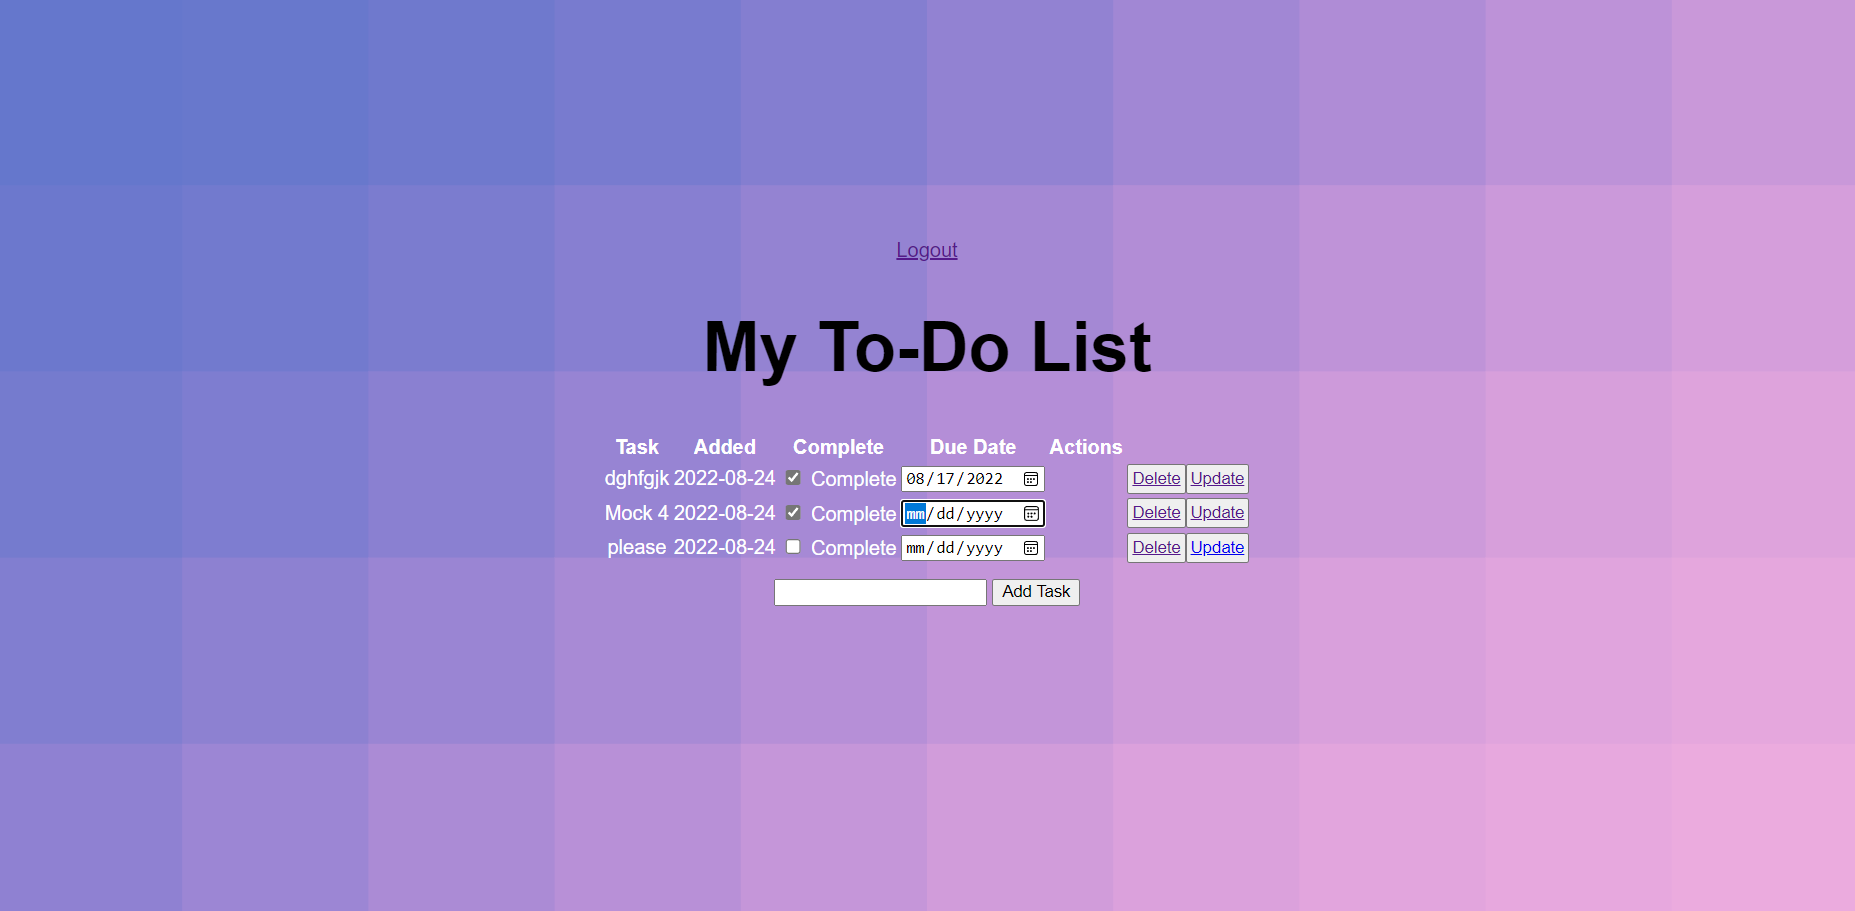 Logout
My To-Do List
Task Added Complete Due Date Actions
dghfgjk 2022-08-24 Complete 08/17/2022 Delete Update
Mock 4 2022-08-24 Complete mm/dd/yyyy Delete Update
please 2022-08-24 Complete mm/dd/yyyy Delete Update
Add Task